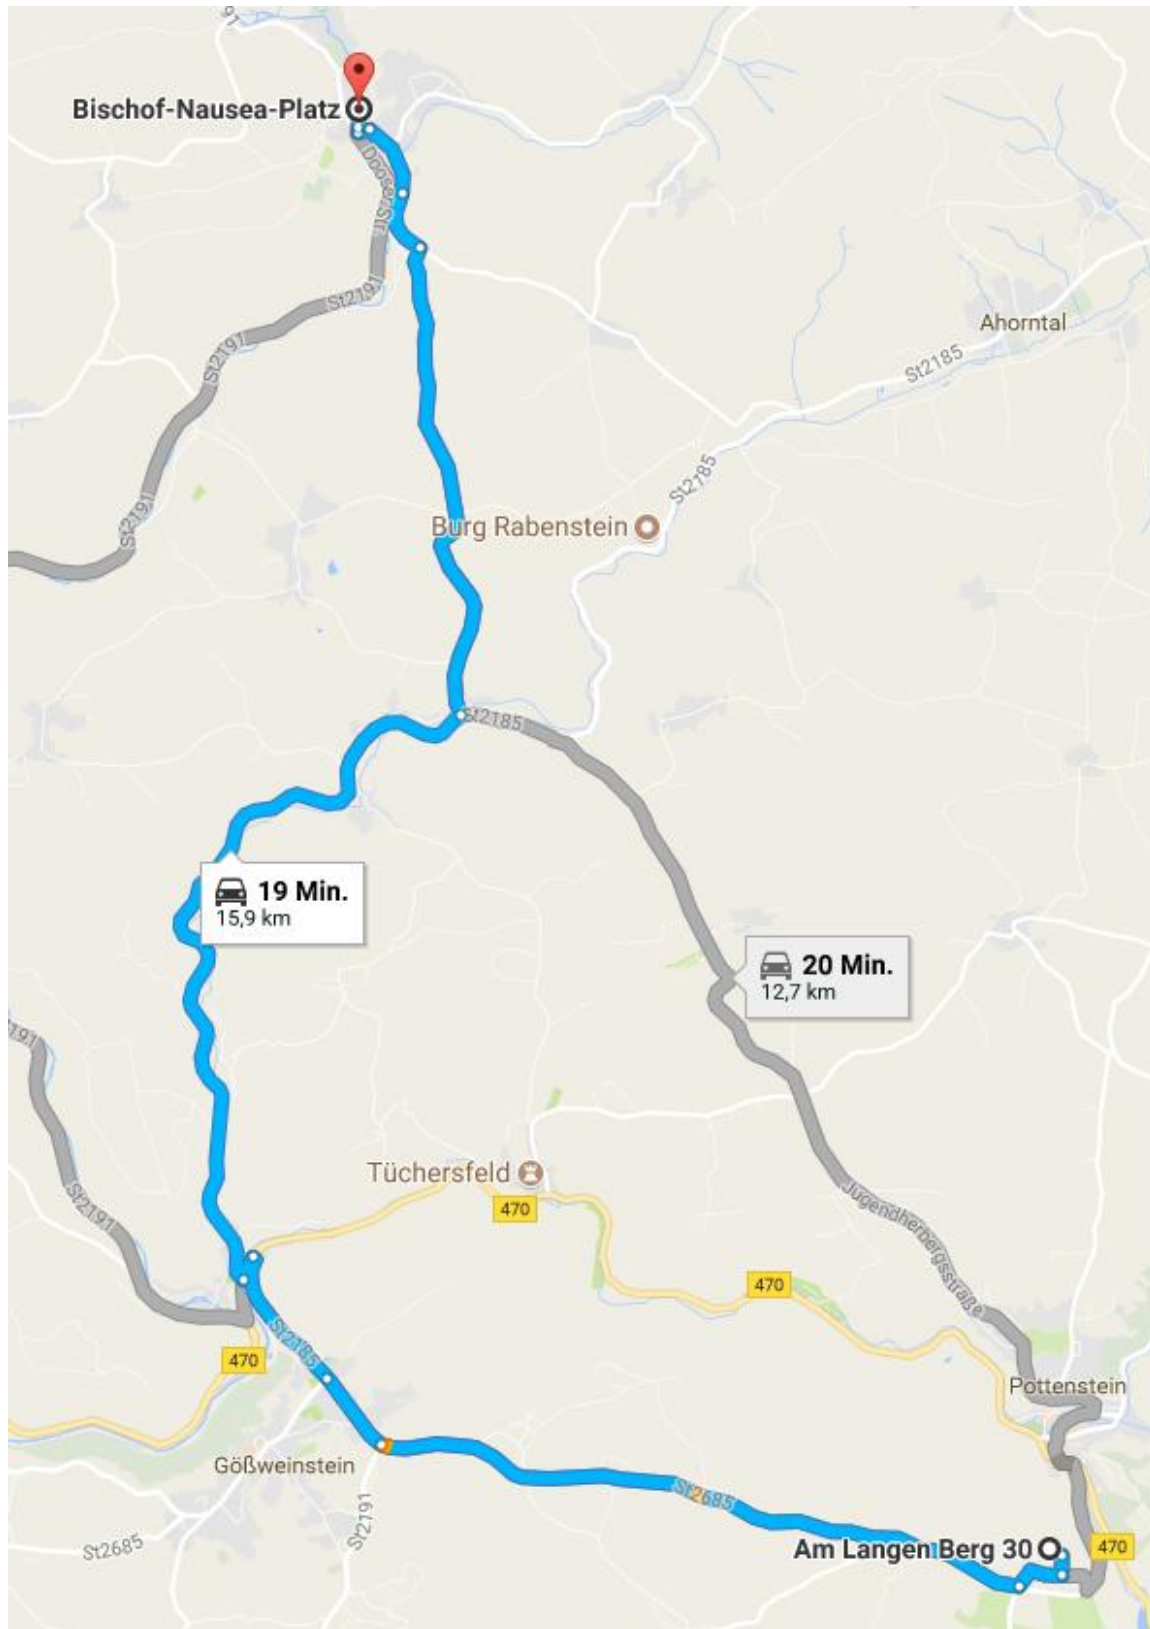 91
Bischof-Nausea-Platz
Dooser Str.
St2191
St2191
Ahorntal
St2185
St2185
St2191
Burg Rabenstein
St2185
19 Min.
15,9 km
20 Min.
12,7 km
191
Tüchersfeld
470
St2191
Jugendherbergsstraße
470
St2185
470
Pottenstein
Gößweinstein
St2685
St2191
St2685
Am Langen Berg 30
470